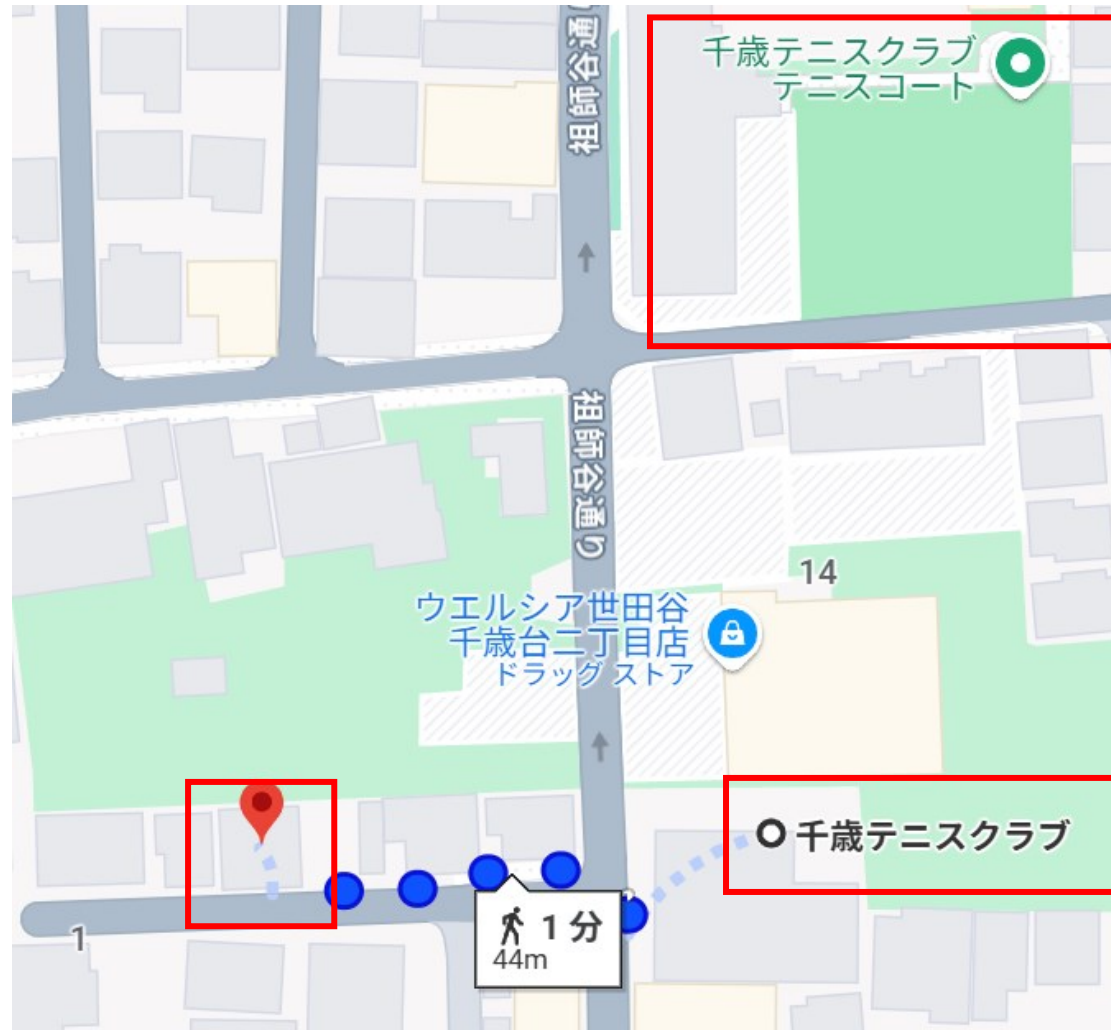 祖師谷通り
千歳テニスクラブ
テニスコート
祖師谷通り
14
ウエルシア世田谷
千歳台二丁目店
ドラッグ ストア
千歳テニスクラブ
1
1 分
44m